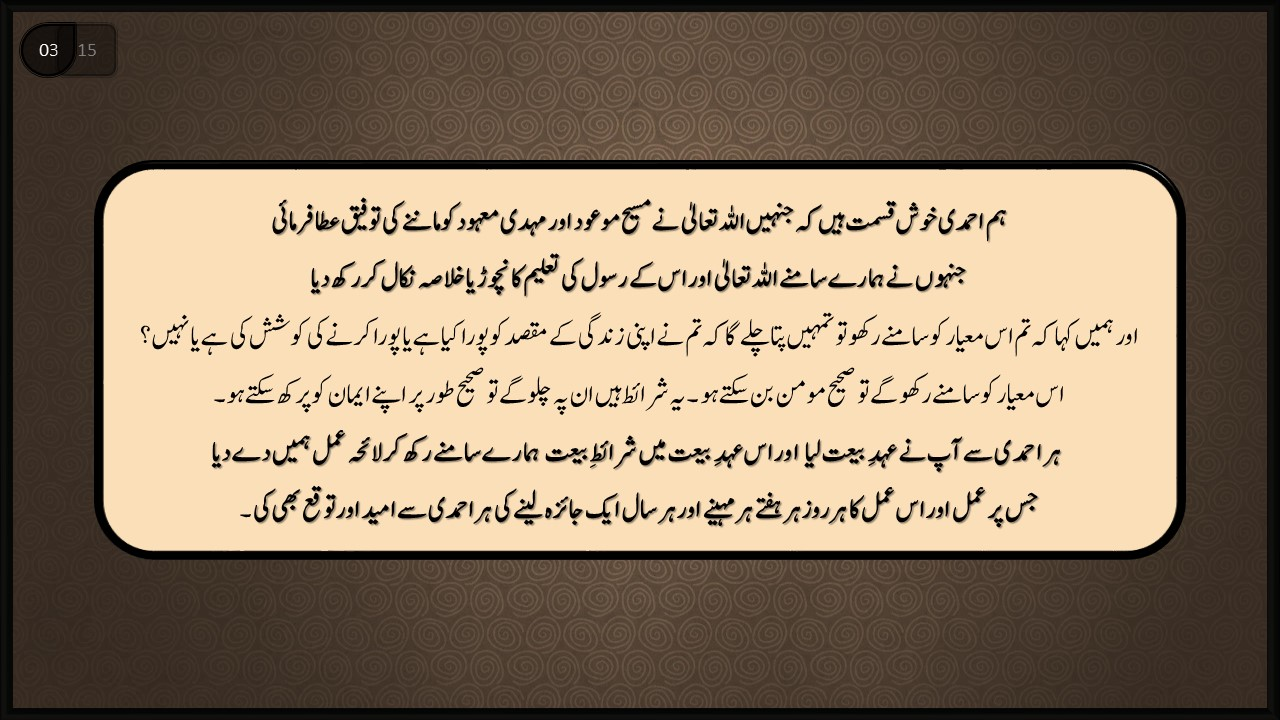 03 15
ہم احمدی خوش قسمت ہیں کہ جنہیں اللہ تعالیٰ نے مسیح موعود اور مہدی معہود کو ماننے کی توفیق عطا فرمائی
جنہوں نے ہمارے سامنے اللہ تعالیٰ اور اس کے رسول کی تعلیم کا نچوڑ یا خلاصہ نکال کر رکھ دیا
اور ہمیں کہا کہ تم اس معیار کو سامنے رکھو تو تمہیں پتا چلے گا کہ تم نے اپنی زندگی کے مقصد کو پورا کیا ہے یا پورا کرنے کی کوشش کی ہے یا نہیں؟
اس معیار کو سامنے رکھو گے تو صحیح مومن بن سکتے ہو۔ یہ شرائط ہیں ان پہ چلو گے تو صحیح طور پر اپنے ایمان کو پرکھ سکتے ہو۔
ہر احمدی سے آپ نے عہدِ بیعت لیا اور اس عہدِ بیعت میں شرائطِ بیعت ہمارے سامنے رکھ کر لائحہ عمل ہمیں دے دیا
جس پر عمل اور اس عمل کا ہر روز ہر ہفتے ہر مہینے اور ہر سال ایک جائزہ لینے کی ہر احمدی سے امید اور توقع بھی کی۔